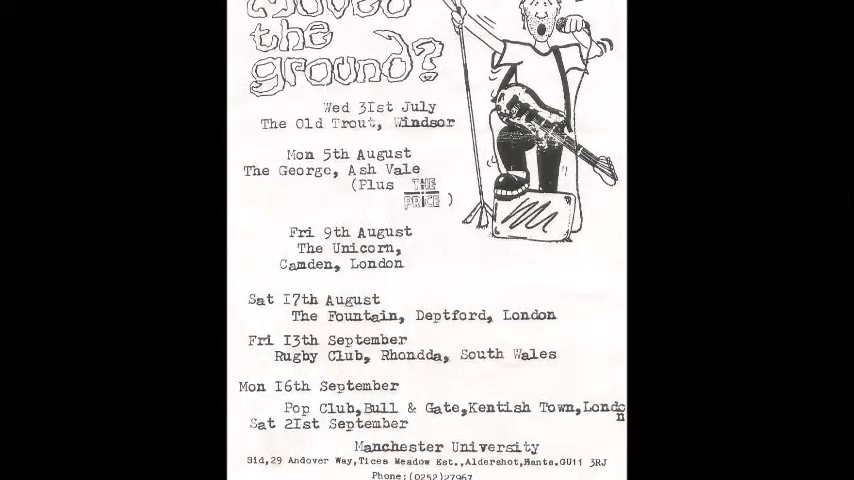 Moved
the
ground?
Wed 31st July
The Old Trout, Windsor
Mon 5th August
The George, Ash Vale
(Plus THE
PRICE )
Fri 9th August
The Unicorn,
Camden, London
Sat 17th August
The Fountain, Deptford, London
Fri 13th September
Rugby Club, Rhondda, South Wales
Mon 16th September
Pop Club,Bull & Gate,Kentish Town,London
Sat 21st September
Manchester University
Sid,29 Andover Way,Tices Meadow Est.,Aldershot,Hants.GU11 3RJ
Phone:(0252)27967